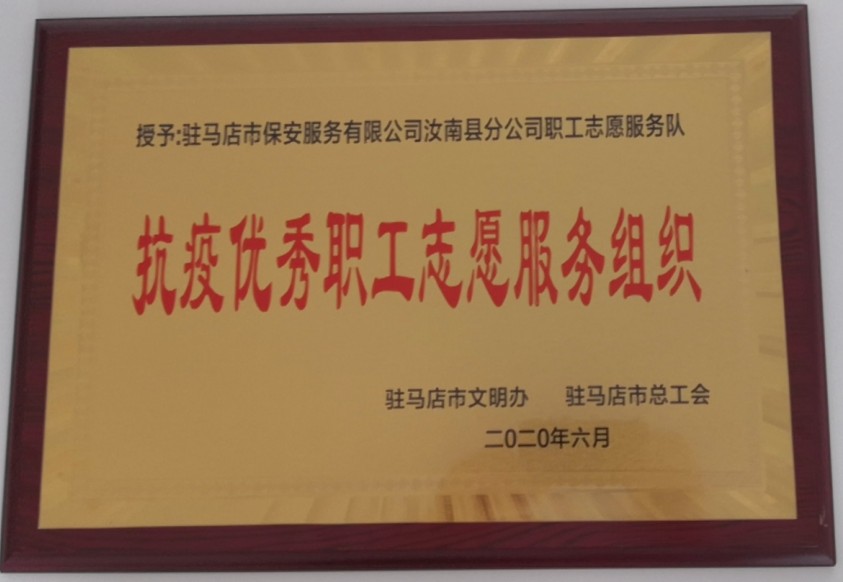 授予:驻马店市保安服务有限公司汝南县分公司职工志愿服务队
抗疫优秀职工志愿服务组织
驻马店市文明办 驻马店市总工会
二0二0年六月